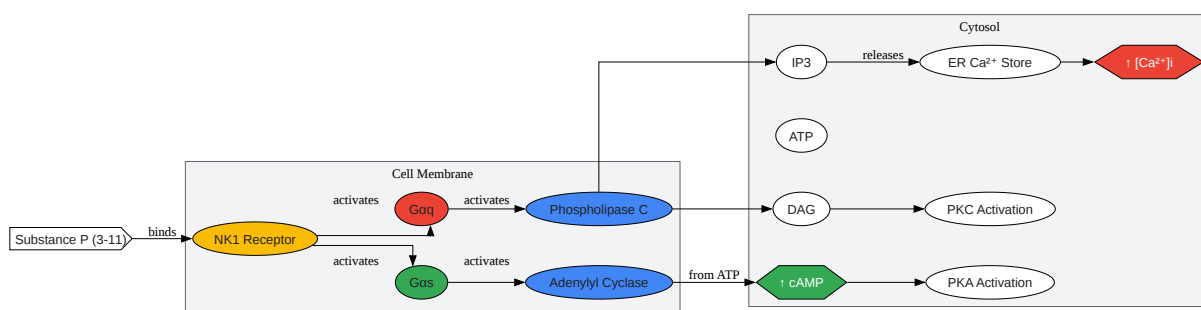 Cytosol
IP3
releases
ER Ca²⁺ Store
↑ [Ca²⁺]i
ATP
Cell Membrane
activates
Gαq
activates
Phospholipase C
DAG
PKC Activation
Substance P (3-11)
binds
NK1 Receptor
activates
Gαs
activates
Adenylyl Cyclase
from ATP
↑ cAMP
PKA Activation